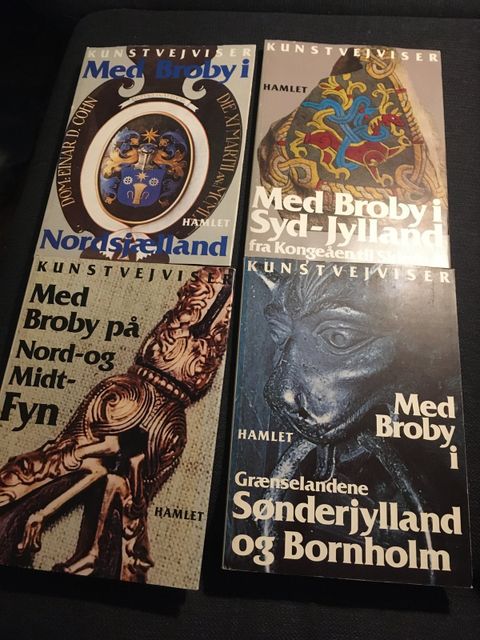 KUNSTVEJVISER
Med Broby i
DOM: EINAR D. COHN
HAMLET
Nordsjælland
KUNSTVEJVISER
HAMLET
Med Broby i
Syd-Jylland
fra Kongeåen til
KUNSTVEJVISER
Med
Broby på
Nord-og
Midt-
Fyn
HAMLET
KUNSTVEJVISER
Med
Broby
i
HAMLET
Grænselandene
Sønderjylland
og Bornholm